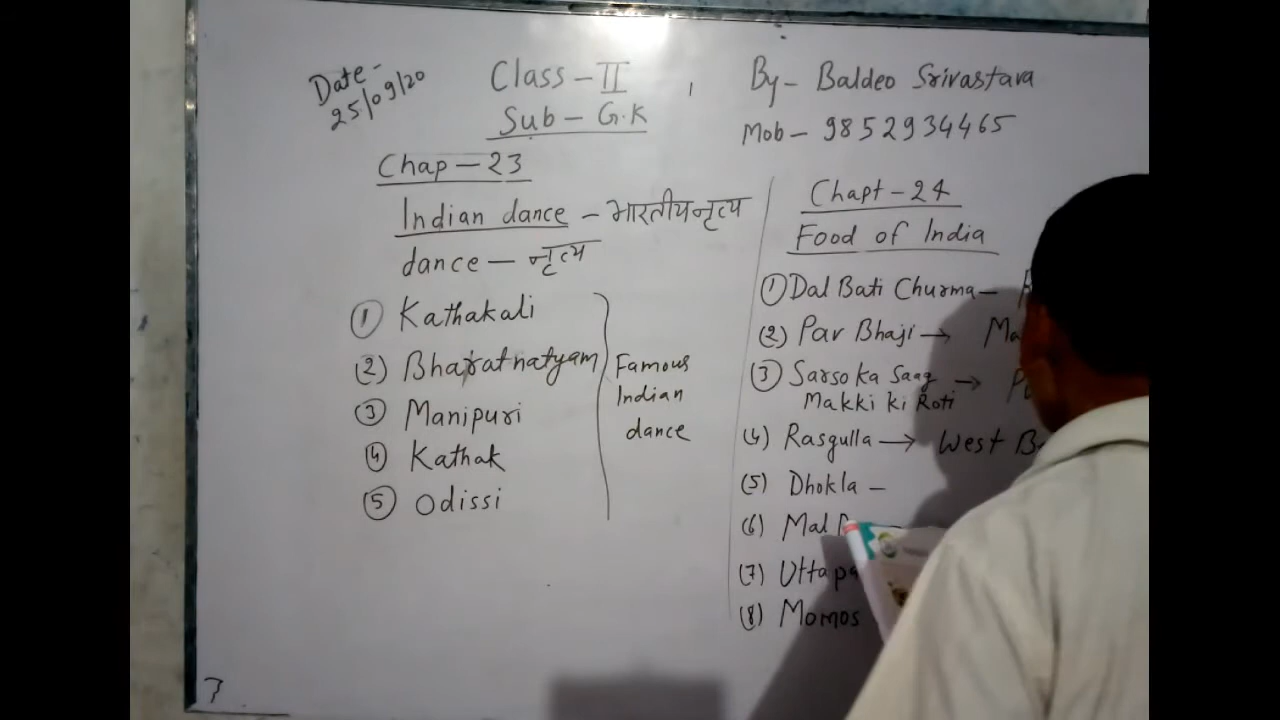 Date -
25/09/20
Class - II
Sub - G.K
By - Baldeo Srivastava
Mob - 9852934465
Chap - 23
Indian dance - भारतीय नृत्य
dance - नृत्य
① Kathakali
(2) Bharatnatyam
③ Manipuri
④ Kathak
⑤ Odissi
Famous
Indian
dance
Chapt - 24
Food of India
① Dal Bati Churma -
(2) Pav Bhaji →
③ Sarso ka Saag →
Makki ki Roti
(4) Rasgulla → West
(5) Dhokla -
(6) Mal
(7)
(8) Momos
7